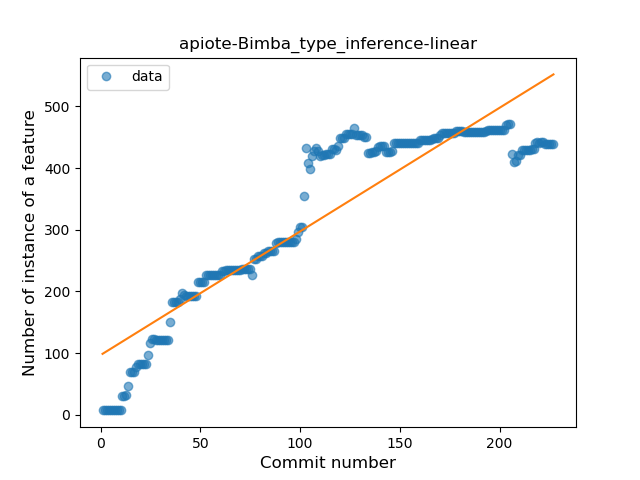 apiote-Bimba_type_inference-linear
data
Number of instance of a feature
500
400
300
200
100
0
0 50 100 150 200
Commit number